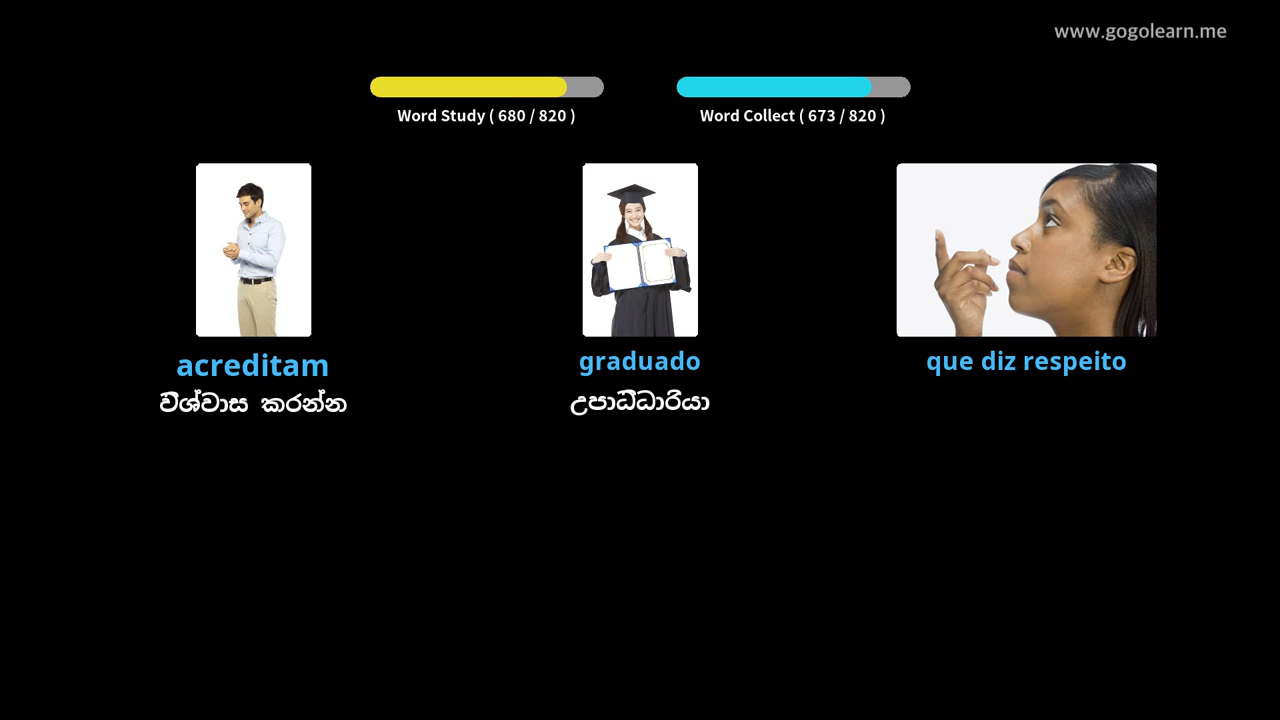 www.gogolearn.me
Word Study ( 680 / 820 )
Word Collect ( 673 / 820 )
acreditam
graduado
que diz respeito
විශ්වාස කරන්න
උපාධිධාරියා